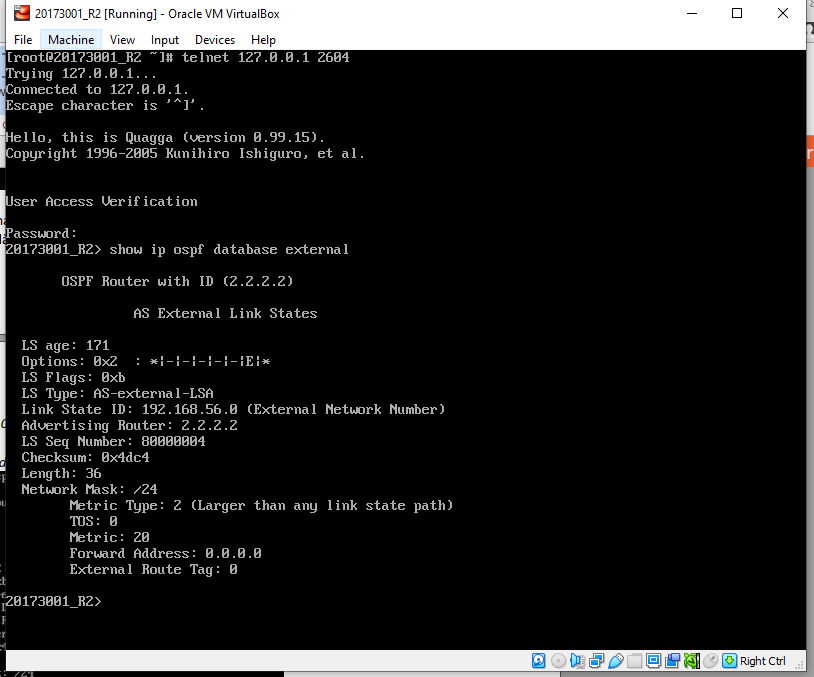 20173001_R2 [Running] - Oracle VM VirtualBox
File Machine View Input Devices Help
[root@20173001_R2 ~]# telnet 127.0.0.1 2604
Trying 127.0.0.1...
Connected to 127.0.0.1.
Escape character is '^]'.
Hello, this is Quagga (version 0.99.15).
Copyright 1996-2005 Kunihiro Ishiguro, et al.
User Access Verification
Password:
20173001_R2> show ip ospf database external
OSPF Router with ID (2.2.2.2)
AS External Link States
LS age: 171
Options: 0x2  : *|-|-|-|-|-|E|*
LS Flags: 0xb
LS Type: AS-external-LSA
Link State ID: 192.168.56.0 (External Network Number)
Advertising Router: 2.2.2.2
LS Seq Number: 80000004
Checksum: 0x4dc4
Length: 36
Network Mask: /24
Metric Type: 2 (Larger than any link state path)
TOS: 0
Metric: 20
Forward Address: 0.0.0.0
External Route Tag: 0
20173001_R2>
Right Ctrl
: /24